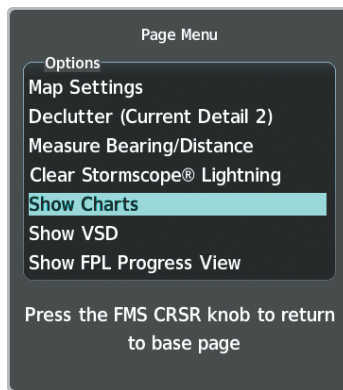 Page Menu
Options
Map Settings
Declutter (Current Detail 2)
Measure Bearing/Distance
Clear Stormscope® Lightning
Show Charts
Show VSD
Show FPL Progress View
Press the FMS CRSR knob to return
to base page